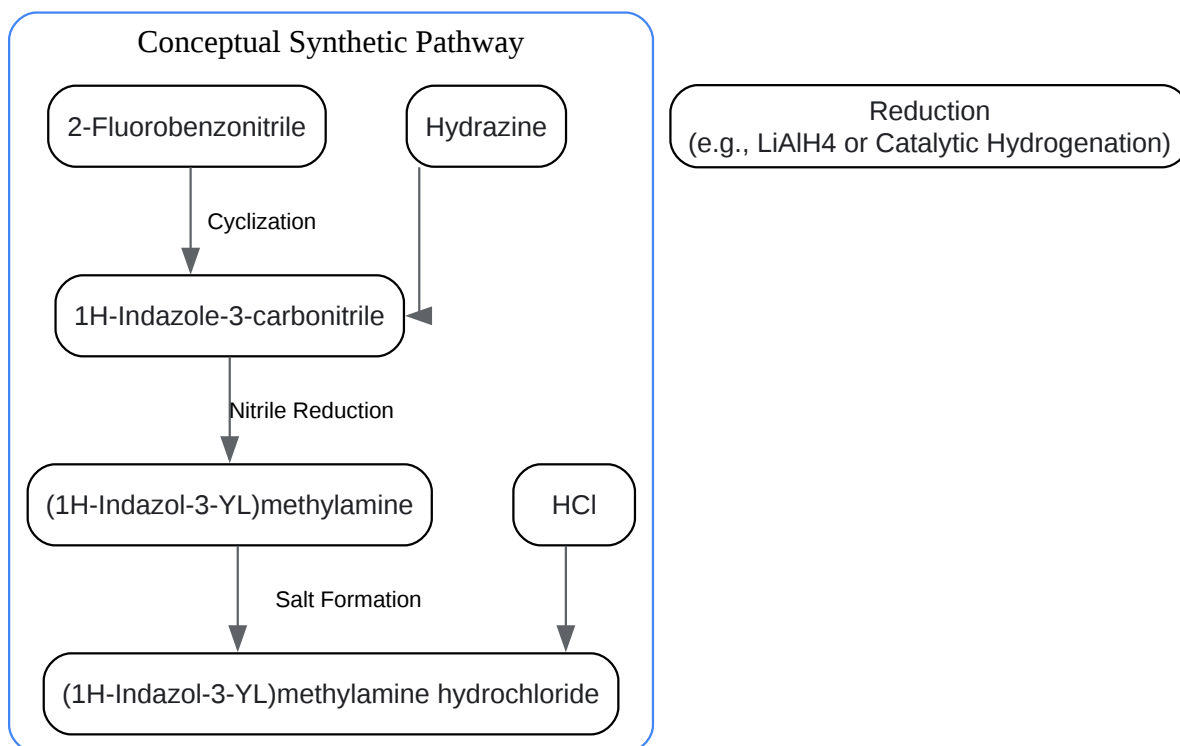 Conceptual Synthetic Pathway
2-Fluorobenzonitrile
Hydrazine
Reduction
(e.g., LiAlH4 or Catalytic Hydrogenation)
Cyclization
1H-Indazole-3-carbonitrile
Nitrile Reduction
(1H-Indazol-3-YL)methylamine
HCl
Salt Formation
(1H-Indazol-3-YL)methylamine hydrochloride